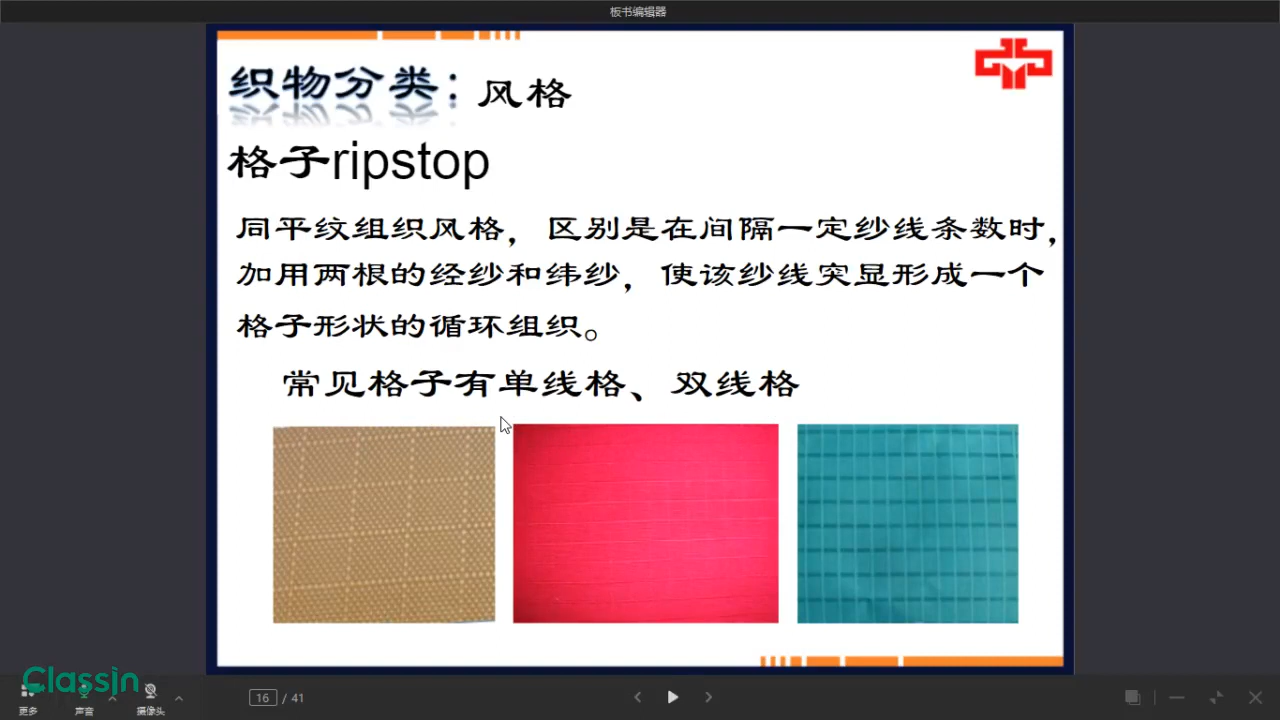 板书编辑器
织物分类：风格
格子ripstop
同平纹组织风格，区别是在间隔一定纱线条数时，
加用两根的经纱和纬纱，使该纱线突显形成一个
格子形状的循环组织。
常见格子有单线格、双线格
Classin
更多 声音 摄像头 16 / 41